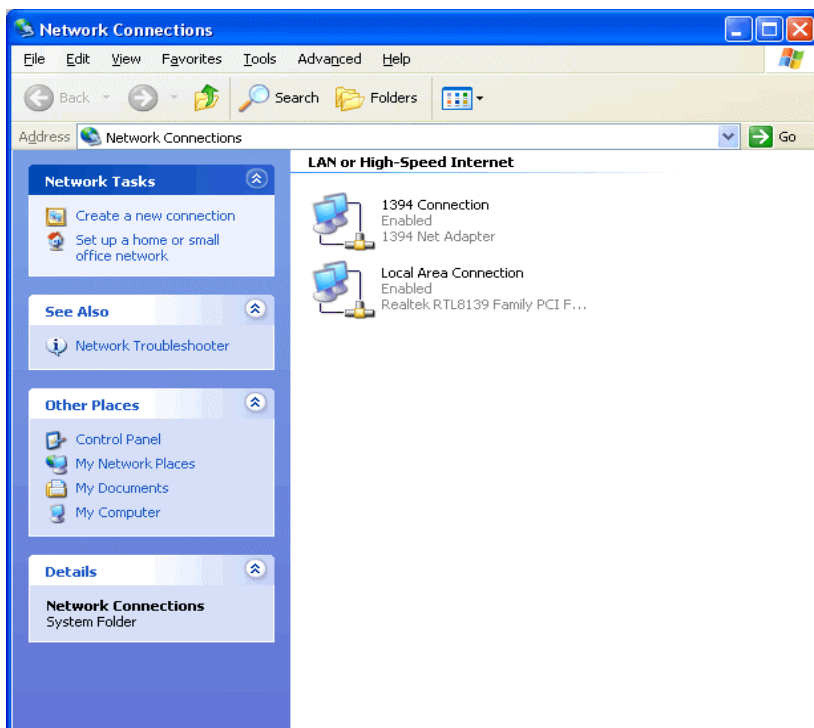 Network Connections
File Edit View Favorites Tools Advanced Help
Back Search Folders
Address Network Connections Go
Network Tasks
Create a new connection
Set up a home or small
office network
See Also
Network Troubleshooter
Other Places
Control Panel
My Network Places
My Documents
My Computer
Details
Network Connections
System Folder
LAN or High-Speed Internet
1394 Connection
Enabled
1394 Net Adapter
Local Area Connection
Enabled
Realtek RTL8139 Family PCI F...